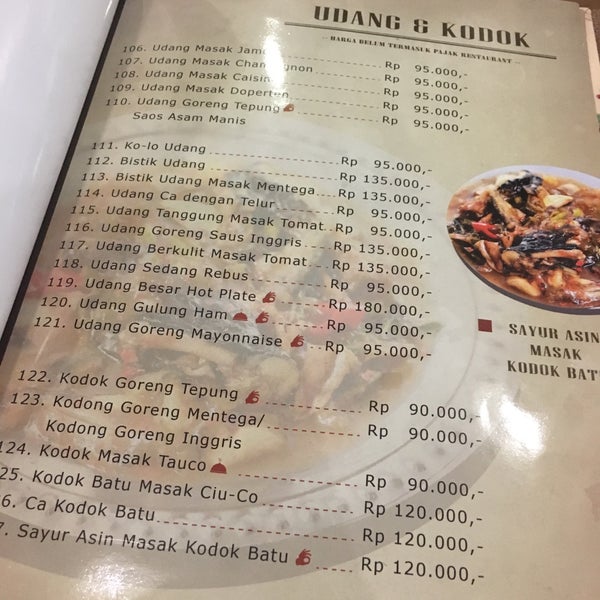 UDANG & KODOK
-- HARGA BELUM TERMASUK PAJAK RESTAURANT --
106. Udang Masak Rp 95.000,-
107. Udang Masak Champignon Rp 95.000,-
108. Udang Masak Caisin Rp 95.000,-
109. Udang Masak Doperten Rp 95.000,-
110. Udang Goreng Tepung Rp 95.000,-
Saos Asam Manis
111. Ko-lo Udang Rp 95.000,-
112. Bistik Udang Rp 135.000,-
113. Bistik Udang Masak Mentega Rp 135.000,-
114. Udang Ca dengan Telur Rp 95.000,-
115. Udang Tanggung Masak Tomat Rp 95.000,-
116. Udang Goreng Saus Inggris Rp 135.000,-
117. Udang Berkulit Masak Tomat Rp 135.000,-
118. Udang Sedang Rebus Rp 95.000,-
119. Udang Besar Hot Plate Rp 180.000,-
120. Udang Gulung Ham Rp 95.000,-
121. Udang Goreng Mayonnaise Rp 95.000,-
SAYUR ASIN
MASAK
KODOK BATU
122. Kodok Goreng Tepung Rp 90.000,-
123. Kodong Goreng Mentega/ Rp 90.000,-
Kodong Goreng Inggris
124. Kodok Masak Tauco Rp 90.000,-
25. Kodok Batu Masak Ciu-Co Rp 120.000,-
6. Ca Kodok Batu Rp 120.000,-
7. Sayur Asin Masak Kodok Batu Rp 120.000,-